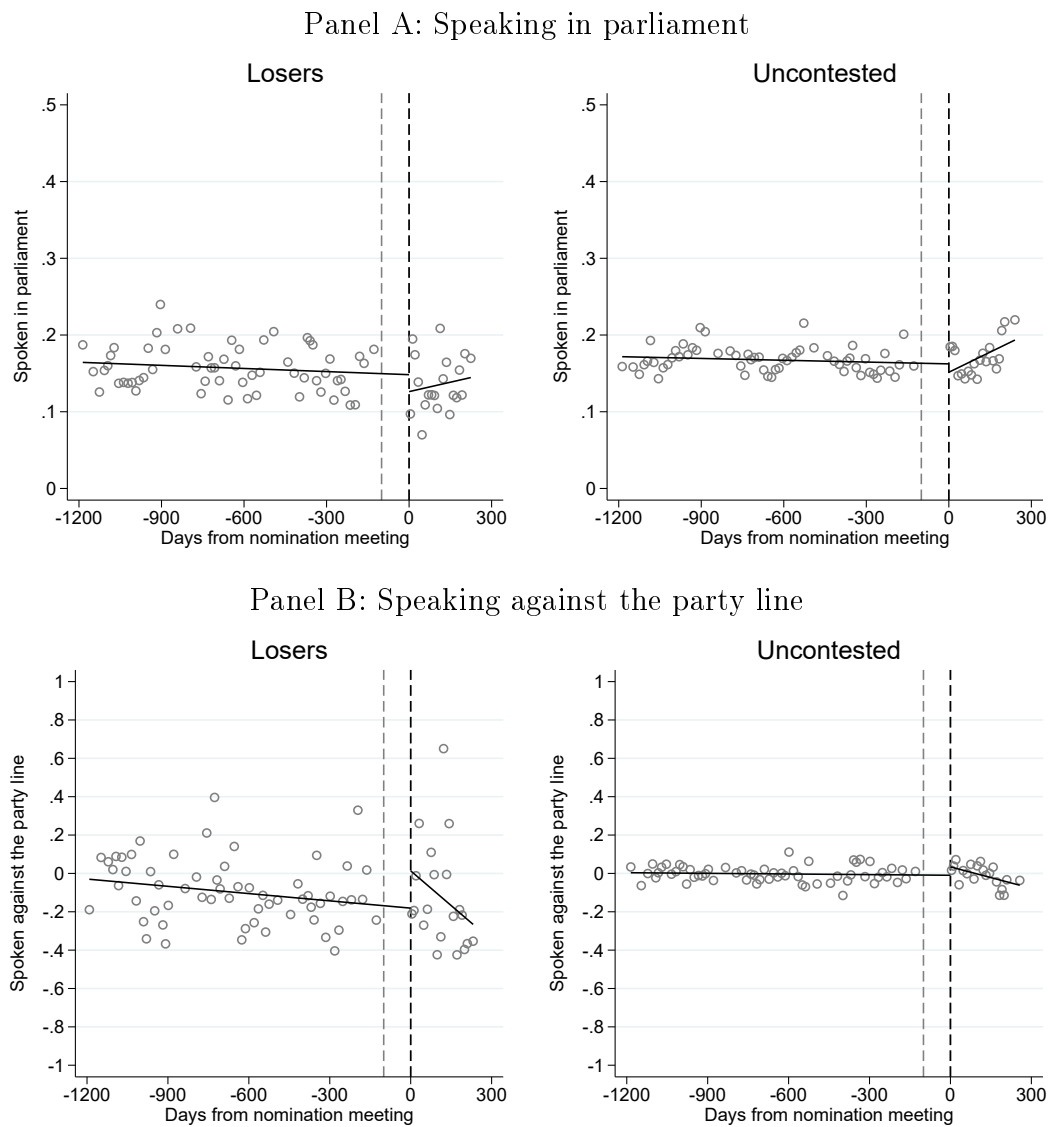 Panel A: Speaking in parliament
Losers
Spoken in parliament
.5
.4
.3
.2
.1
0
-1200 -900 -600 -300 0 300
Days from nomination meeting
Uncontested
Spoken in parliament
.5
.4
.3
.2
.1
0
-1200 -900 -600 -300 0 300
Days from nomination meeting
Panel B: Speaking against the party line
Losers
Spoken against the party line
1
.8
.6
.4
.2
0
-.2
-.4
-.6
-.8
-1
-1200 -900 -600 -300 0 300
Days from nomination meeting
Uncontested
Spoken against the party line
1
.8
.6
.4
.2
0
-.2
-.4
-.6
-.8
-1
-1200 -900 -600 -300 0 300
Days from nomination meeting